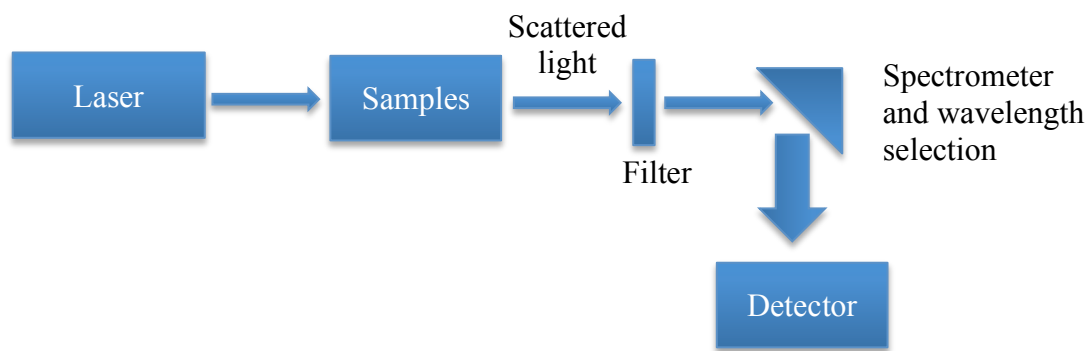 Laser
Samples
Scattered
light
Filter
Spectrometer
and wavelength
selection
Detector